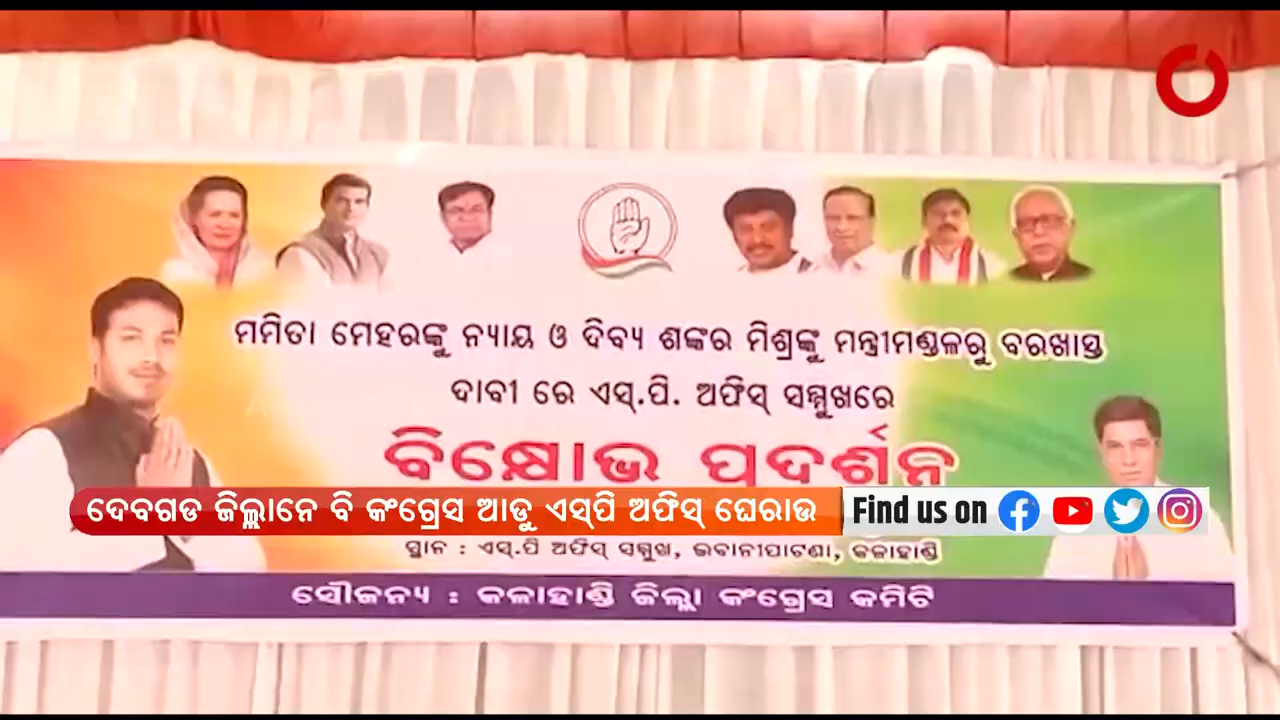 ମମିତା ମେହରଙ୍କୁ ନ୍ୟାୟ ଓ ଦିବ୍ୟ ଶଙ୍କର ମିଶ୍ରଙ୍କୁ ମନ୍ତ୍ରୀମଣ୍ଡଳରୁ ବରଖାସ୍ତ
ଦାବୀ ରେ ଏସ୍.ପି. ଅଫିସ୍ ସମ୍ମୁଖରେ
ବିକ୍ଷୋଭ ପ୍ରଦର୍ଶନ
ଦେବଗଡ ଜିଲ୍ଲାନେ ବି କଂଗ୍ରେସ ଆଡୁ ଏସ୍‌ପି ଅଫିସ୍ ଘେରାଉ
Find us on
ସ୍ଥାନ : ଏସ୍.ପି ଅଫିସ୍ ସମ୍ମୁଖ, ଭବାନୀପାଟଣା, କଳାହାଣ୍ଡି
ସୌଜନ୍ୟ : କଳାହାଣ୍ଡି ଜିଲ୍ଲା କଂଗ୍ରେସ କମିଟି